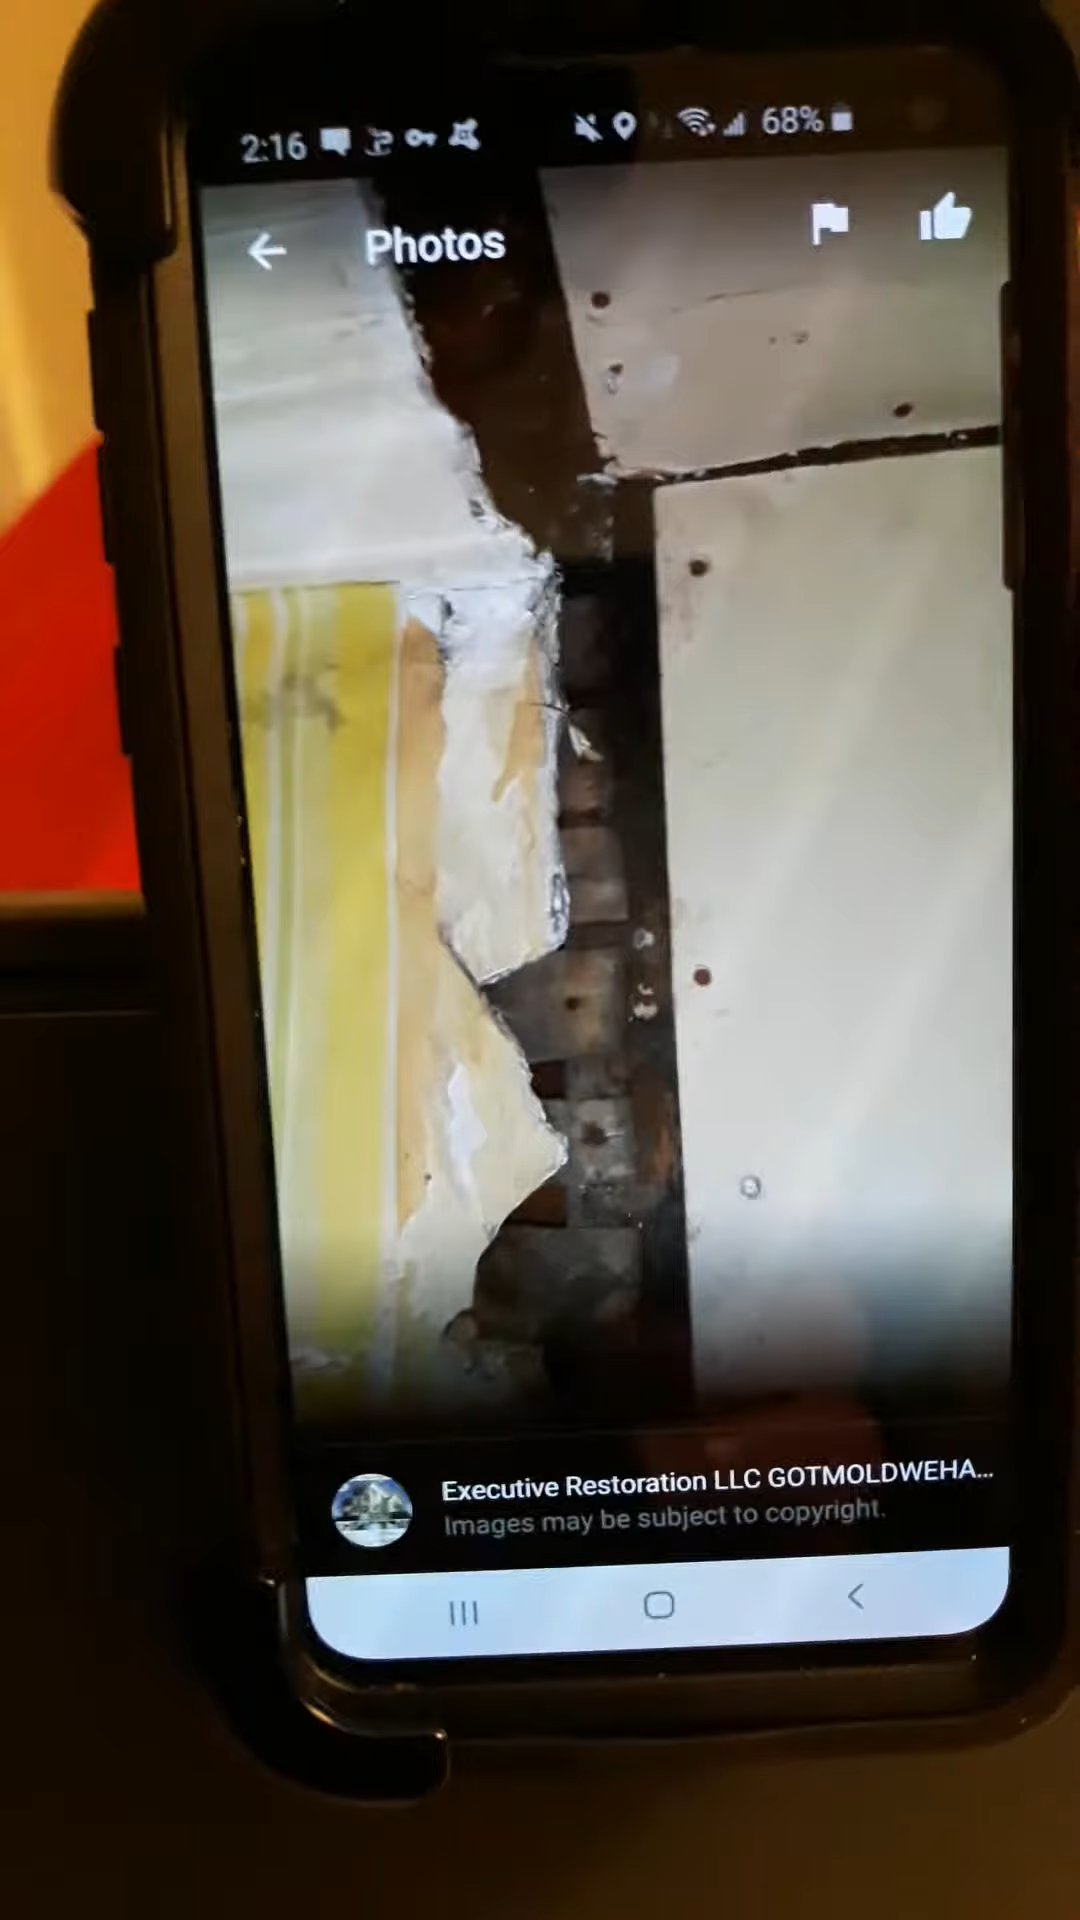 2:16 68%
Photos
Executive Restoration LLC GOTMOLDWEHA...
Images may be subject to copyright.